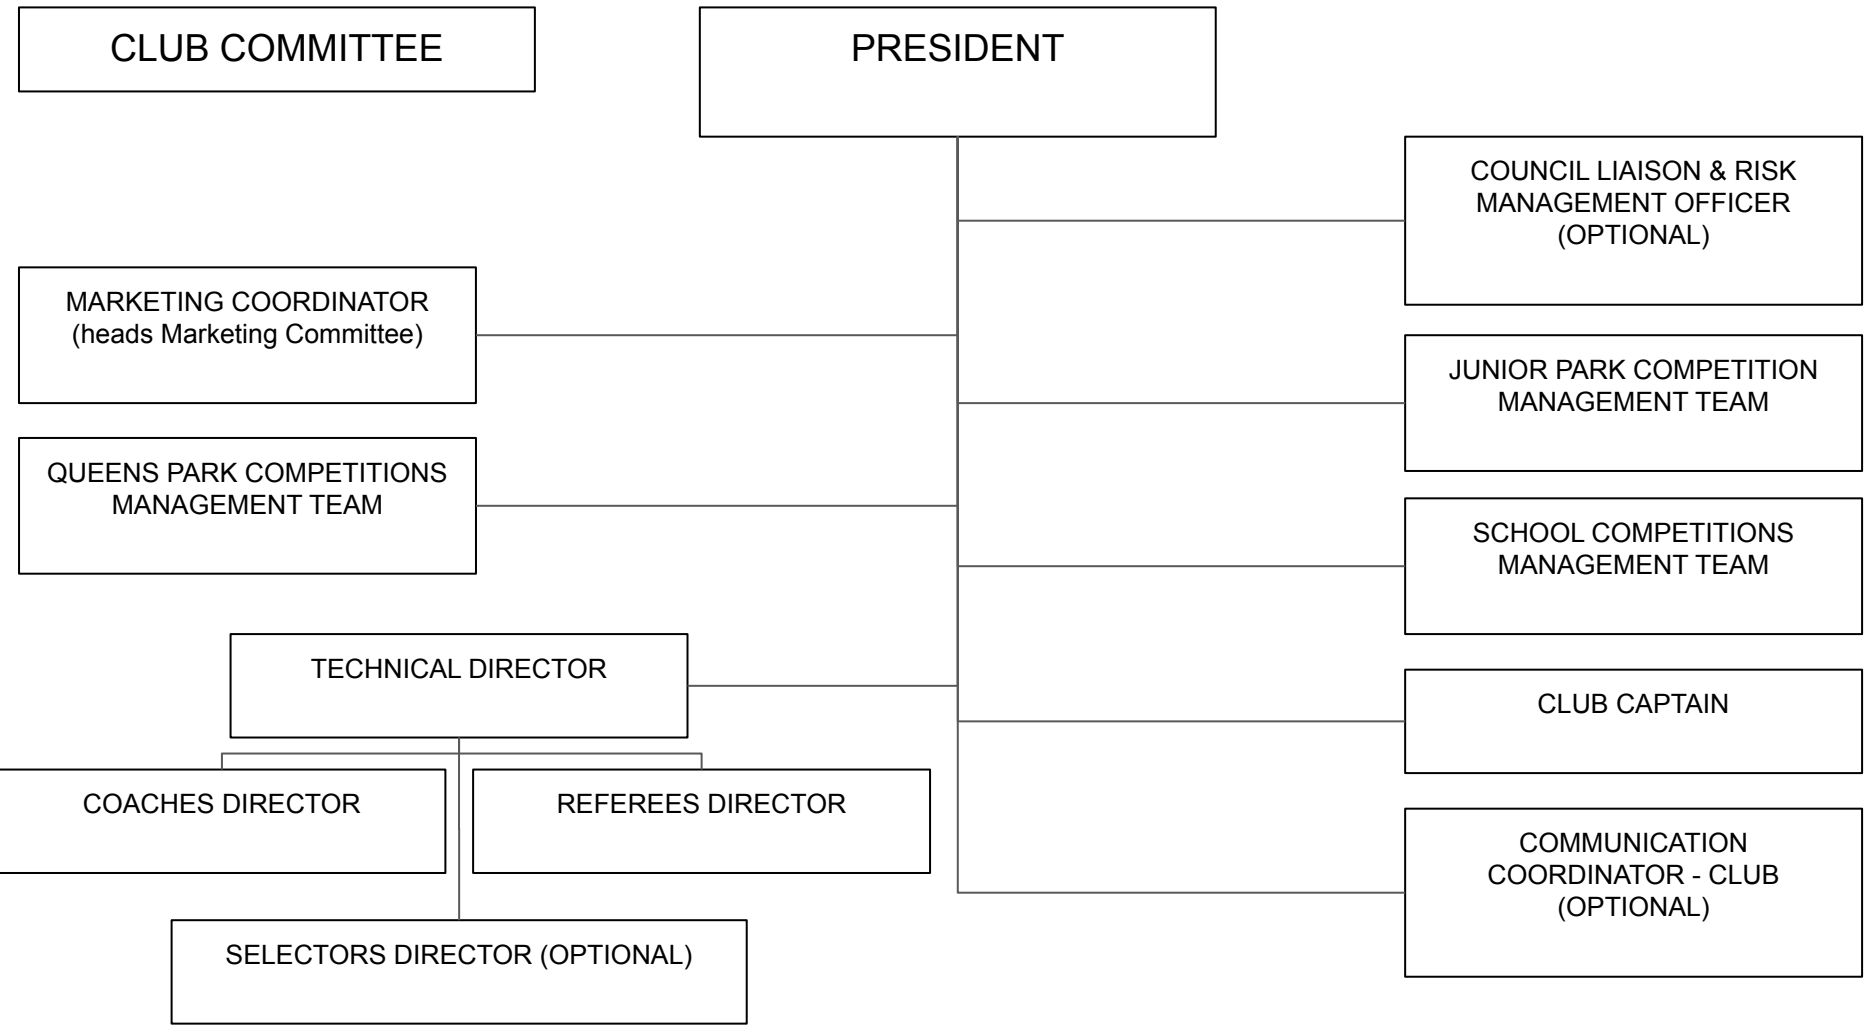 CLUB COMMITTEE
PRESIDENT
COUNCIL LIAISON & RISK
MANAGEMENT OFFICER
(OPTIONAL)
MARKETING COORDINATOR
(heads Marketing Committee)
JUNIOR PARK COMPETITION
MANAGEMENT TEAM
QUEENS PARK COMPETITIONS
MANAGEMENT TEAM
SCHOOL COMPETITIONS
MANAGEMENT TEAM
TECHNICAL DIRECTOR
CLUB CAPTAIN
COACHES DIRECTOR
REFEREES DIRECTOR
COMMUNICATION
COORDINATOR - CLUB
(OPTIONAL)
SELECTORS DIRECTOR (OPTIONAL)